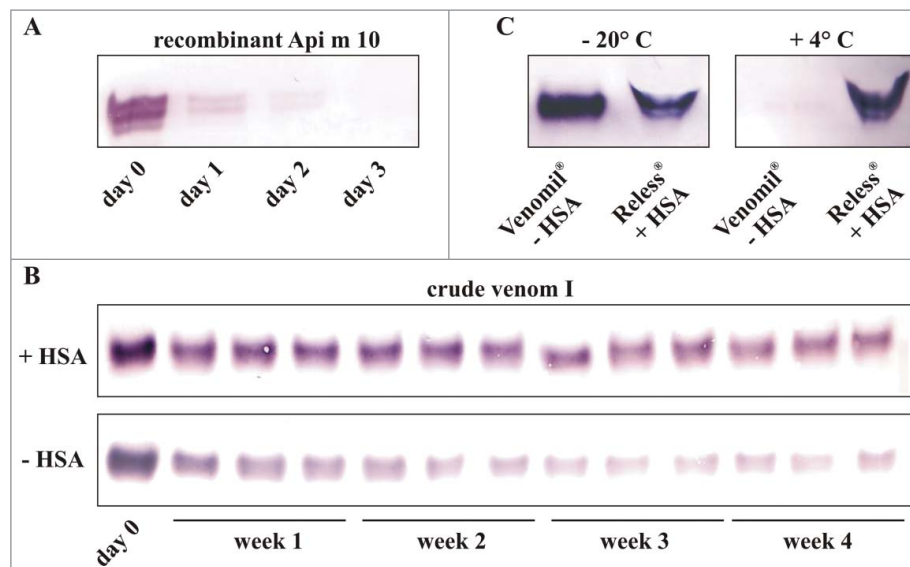 A
recombinant Api m 10
day 0
day 1
day 2
day 3
C
- 20° C
+ 4° C
Venomil®
- HSA
Reless®
+ HSA
Venomil®
- HSA
Reless®
+ HSA
B
crude venom I
+ HSA
- HSA
day 0
week 1
week 2
week 3
week 4